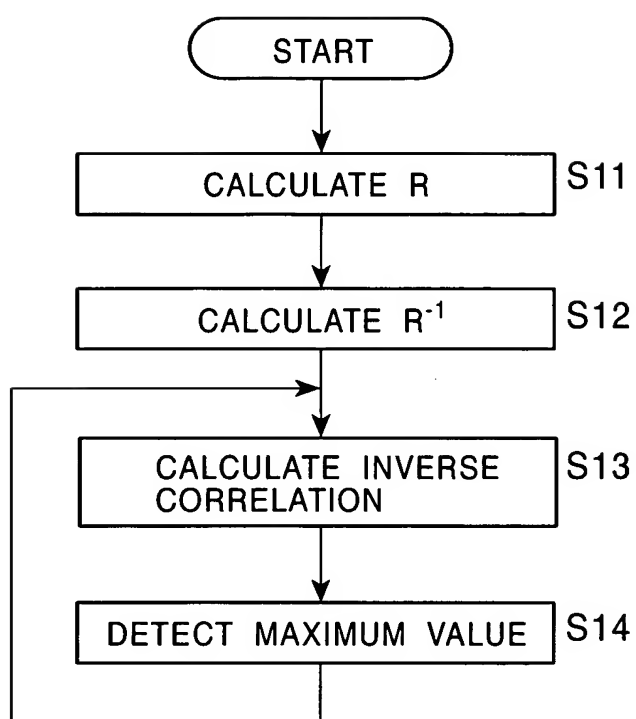 START
CALCULATE R S11
CALCULATE R⁻¹ S12
CALCULATE INVERSE
CORRELATION S13
DETECT MAXIMUM VALUE S14